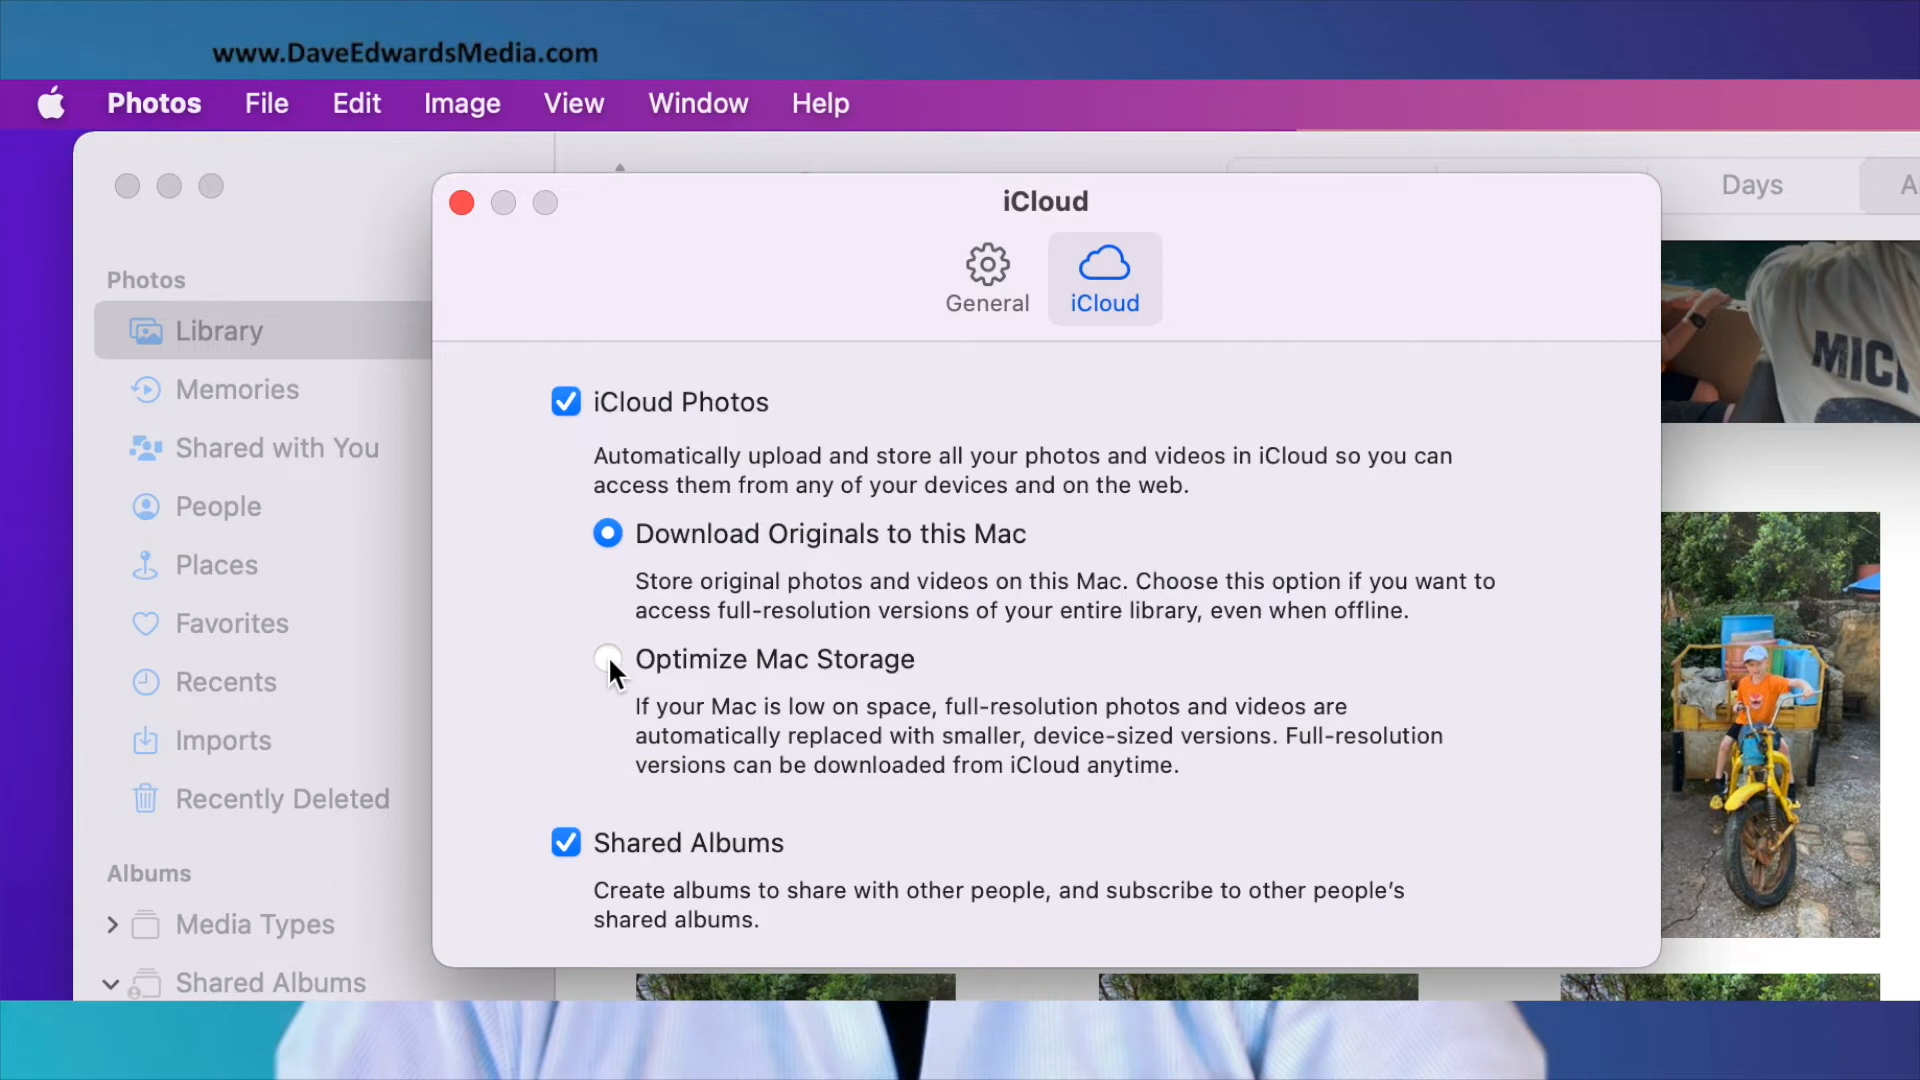 www.DaveEdwardsMedia.com
Photos File Edit Image View Window Help
Days
iCloud
General
iCloud
Photos
Library
Memories
Shared with You
People
Places
Favorites
Recents
Imports
Recently Deleted
Albums
Media Types
Shared Albums
iCloud Photos
Automatically upload and store all your photos and videos in iCloud so you can
access them from any of your devices and on the web.
Download Originals to this Mac
Store original photos and videos on this Mac. Choose this option if you want to
access full-resolution versions of your entire library, even when offline.
Optimize Mac Storage
If your Mac is low on space, full-resolution photos and videos are
automatically replaced with smaller, device-sized versions. Full-resolution
versions can be downloaded from iCloud anytime.
Shared Albums
Create albums to share with other people, and subscribe to other people's
shared albums.